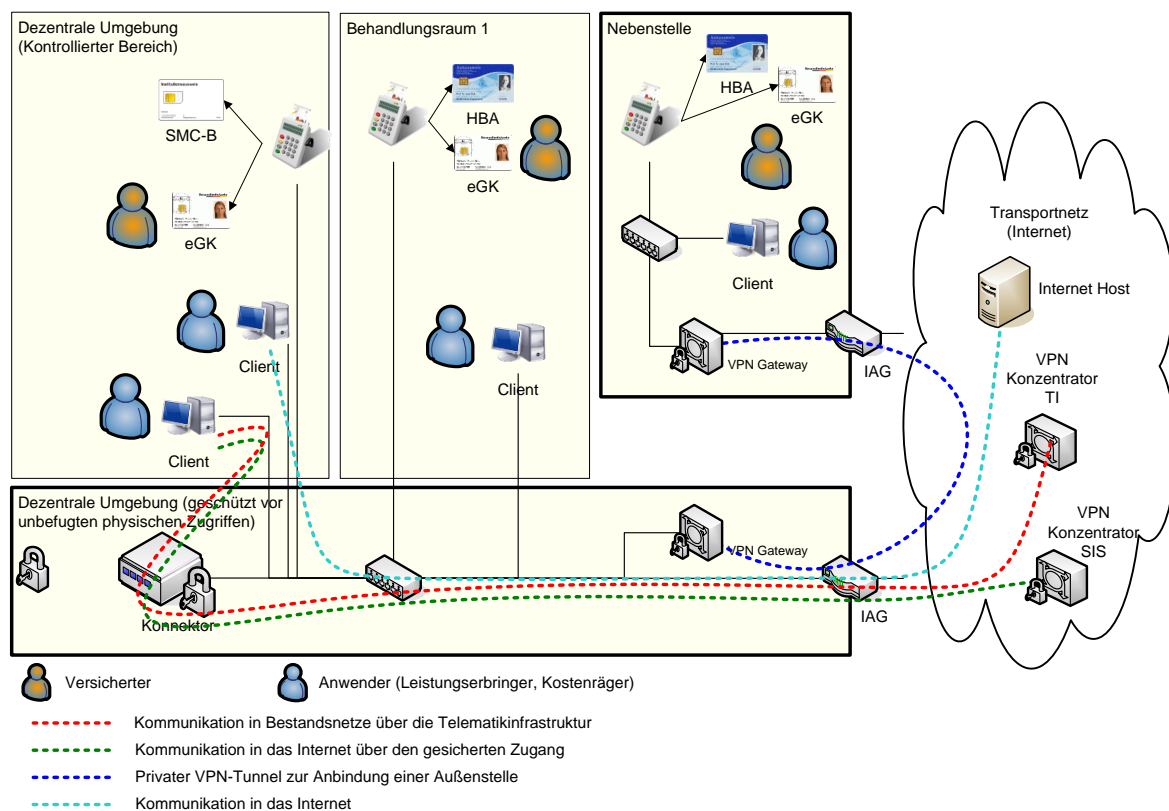 Dezentrale Umgebung
(Kontrollierter Bereich)
SMC-B
eGK
Client
Client
Behandlungsraum 1
HBA
eGK
Client
Nebenstelle
HBA
eGK
Client
VPN Gateway
IAG
Transportnetz
(Internet)
Internet Host
VPN
Konzentrator
TI
VPN
Konzentrator
SIS
Dezentrale Umgebung (geschützt vor
unbefugten physischen Zugriffen)
Konnektor
VPN Gateway
IAG
Versicherter
Anwender (Leistungserbringer, Kostenräger)
Kommunikation in Bestandsnetze über die Telematikinfrastruktur
Kommunikation in das Internet über den gesicherten Zugang
Privater VPN-Tunnel zur Anbindung einer Außenstelle
Kommunikation in das Internet